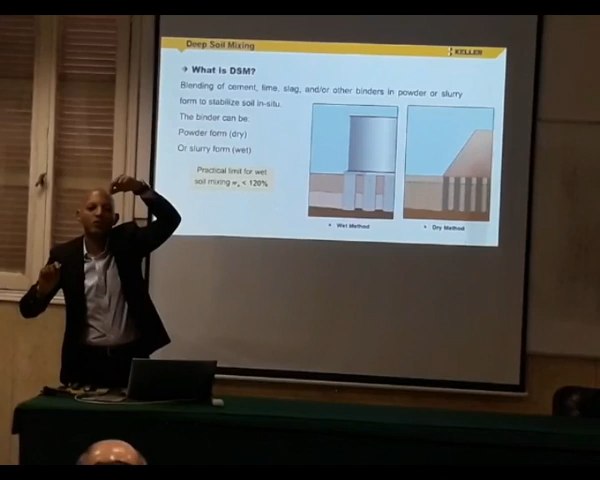 Deep Soil Mixing
KELLER
➔ What is DSM?
Blending of cement, lime, slag, and/or other binders in powder or slurry
form to stabilize soil in-situ.
The binder can be:
Powder form (dry)
Or slurry form (wet)
Practical limit for wet
soil mixing wₙ < 120%
• Wet Method
• Dry Method